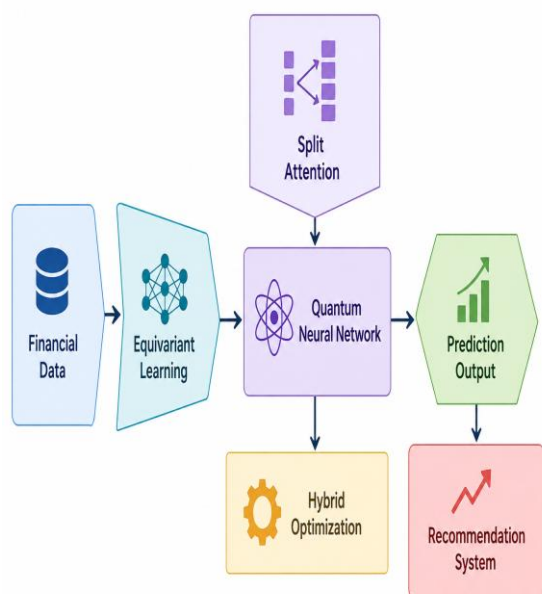 Split
Attention
Financial
Data
Equivariant
Learning
Quantum
Neural Network
Prediction
Output
Hybrid
Optimization
Recommendation
System